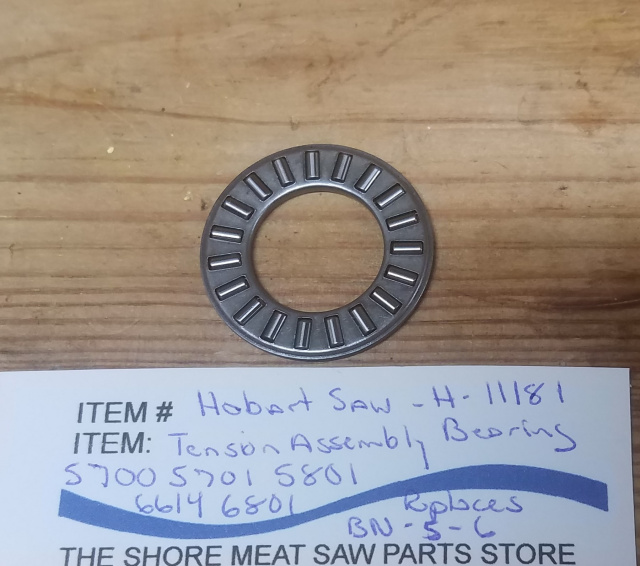 ITEM # Hobart Saw - H-11181
ITEM: Tension Assembly Bearing
5700 5701 5801
6614 6801 Replaces
BN-5-6
THE SHORE MEAT SAW PARTS STORE